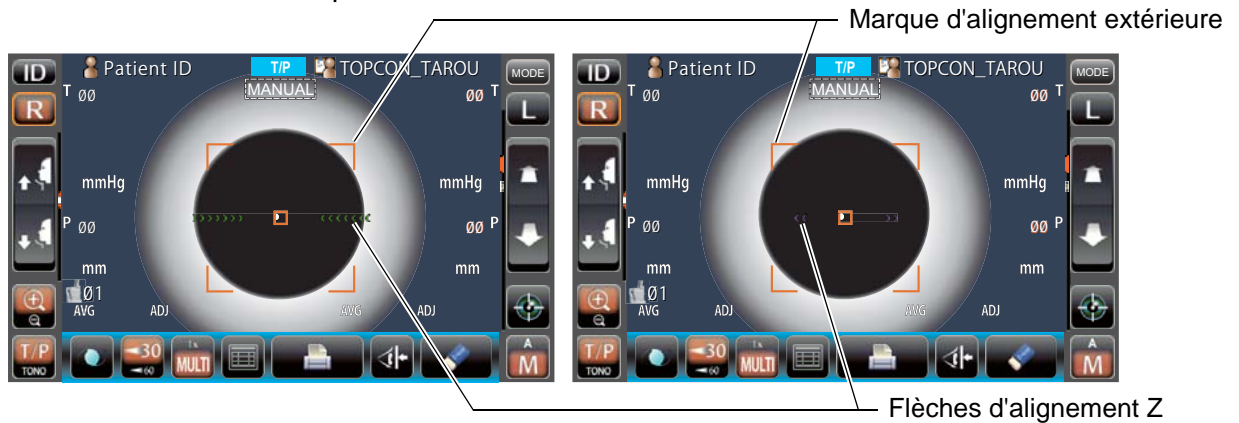 Marque d'alignement extérieure
ID Patient ID T/P TOPCON_TAROU MODE
MANUAL
R T 00 00 T L
mmHg mmHg
P 00 00 P
mm mm
01
AVG ADJ AVG ADJ
T/P TONO 30 60 1x MULTI A M
ID Patient ID T/P TOPCON_TAROU MODE
MANUAL
R T 00 00 T L
mmHg mmHg
P 00 00 P
mm mm
01
AVG ADJ AVG ADJ
T/P TONO 30 60 1x MULTI A M
Flèches d'alignement Z